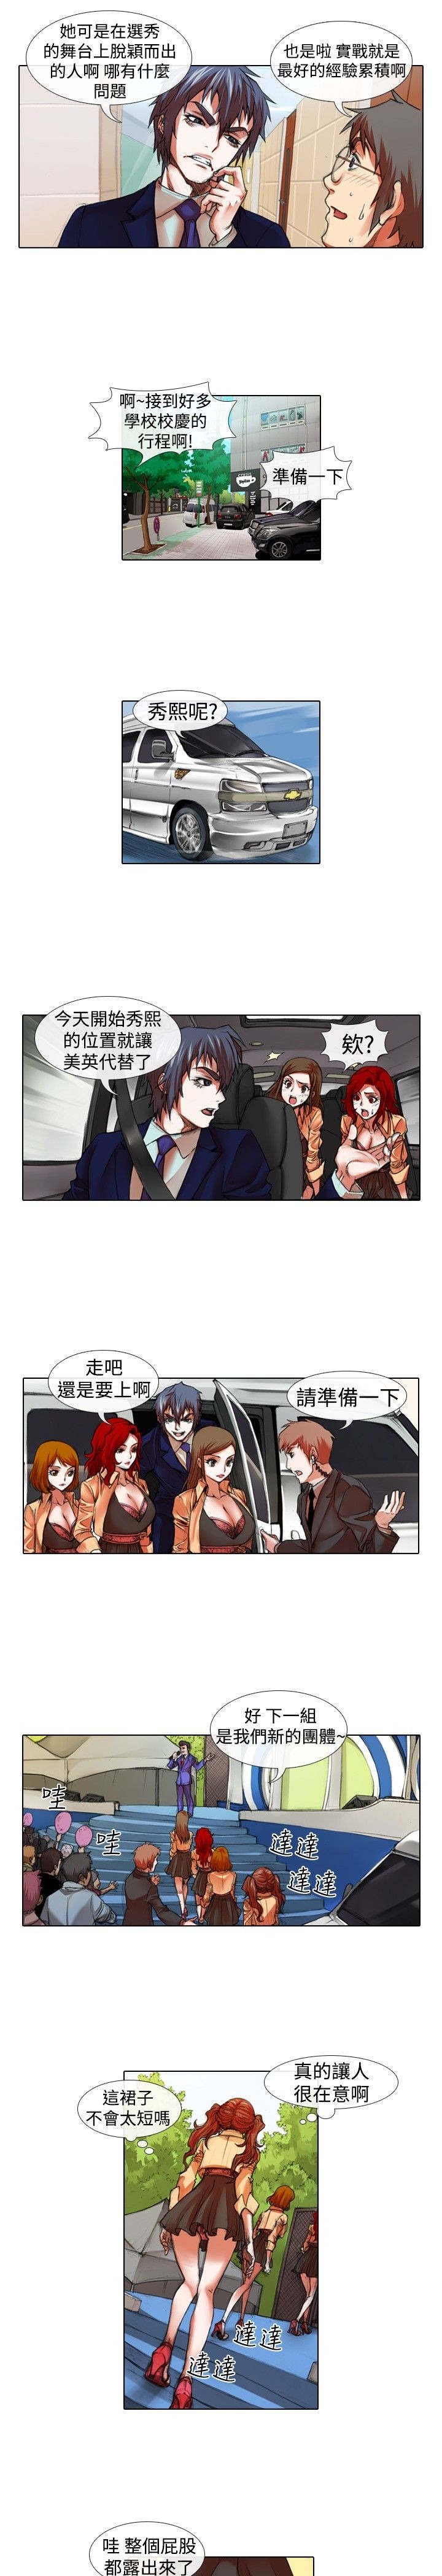 她可是在選秀
的舞台上脫穎而出
的人啊 哪有什麼
問題
也是啦 實戰就是
最好的經驗累積啊
啊~接到好多
學校校慶的
行程啊!
準備一下
秀熙呢?
今天開始秀熙
的位置就讓
美英代替了
欸?
走吧
還是要上啊
請準備一下
好 下一組
是我們新的團體~
哇
哇
達達
達達
真的讓人
很在意啊
這裙子
不會太短嗎
達達
達達
哇 整個屁股
都露出來了